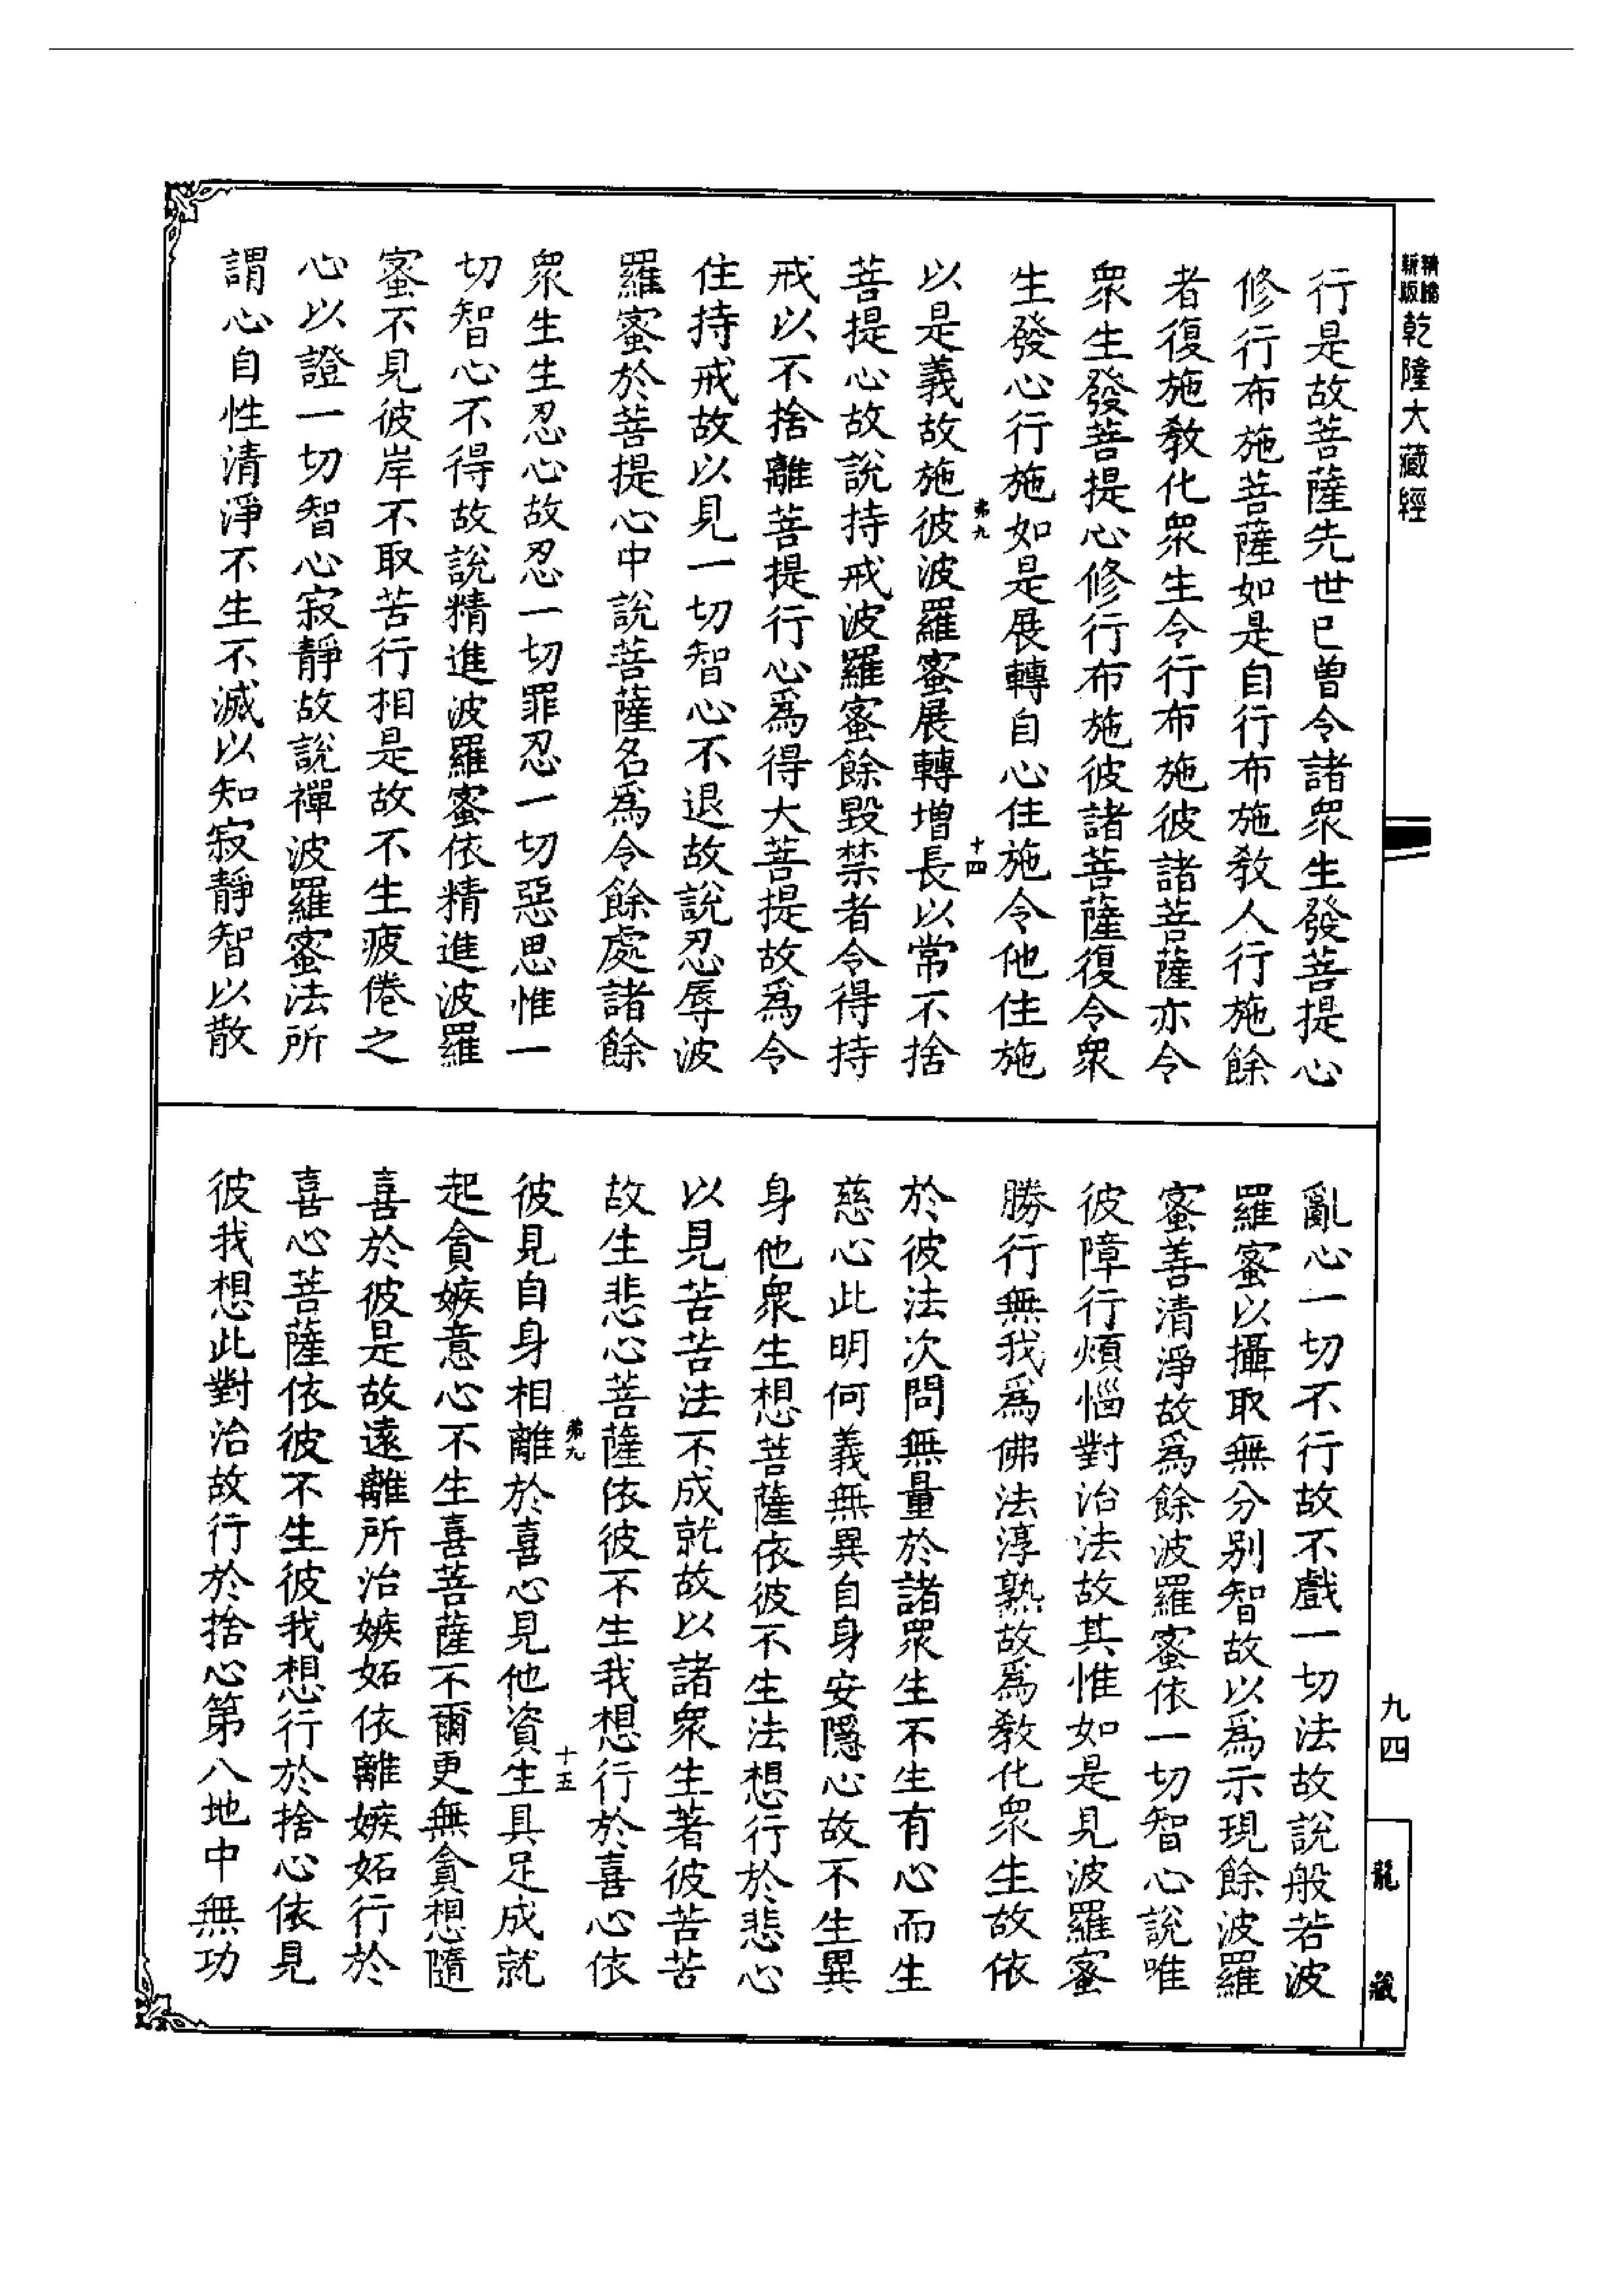 精縮
新版
乾隆大藏經
行是故菩薩先世已曾令諸衆生發菩提心
修行布施菩薩如是自行布施教人行施餘
者復施教化衆生令行布施彼諸菩薩亦令
衆生發菩提心修行布施彼諸菩薩復令衆
生發心行施如是展轉自心住施令他住施
第九
十四
以是義故施彼波羅蜜展轉增長以常不捨
菩提心故說持戒波羅蜜餘毀禁者令得持
戒以不捨離菩提行心爲得大菩提故爲令
住持戒故以見一切智心不退故說忍辱波
羅蜜於菩提心中說菩薩名爲令餘處諸餘
衆生生忍心故忍一切罪忍一切惡思惟一
切智心不得故說精進波羅蜜依精進波羅
蜜不見彼岸不取苦行相是故不生疲倦之
心以證一切智心寂靜故說禪波羅蜜法所
謂心自性清淨不生不滅以知寂靜智以散
亂心一切不行故不戲一切法故說般若波
羅蜜以攝取無分別智故以爲示現餘波羅
蜜善清淨故爲餘波羅蜜依一切智心說唯
彼障行煩惱對治法故其惟如是見波羅蜜
勝行無我爲佛法淳熟故爲教化衆生故依
於彼法次問無量於諸衆生不生有心而生
慈心此明何義無異自身安隱心故不生異
身他衆生想菩薩依彼不生法想行於悲心
以見苦苦法不成就故以諸衆生著彼苦苦
故生悲心菩薩依彼不生我想行於喜心依
第九
十五
彼見自身相離於喜心見他資生具足成就
起貪嫉意心不生喜菩薩不爾更無貪想隨
喜於彼是故遠離所治嫉妬依離嫉妬行於
喜心菩薩依彼不生彼我想行於捨心依見
彼我想此對治故行於捨心第八地中無功
九四
龍藏